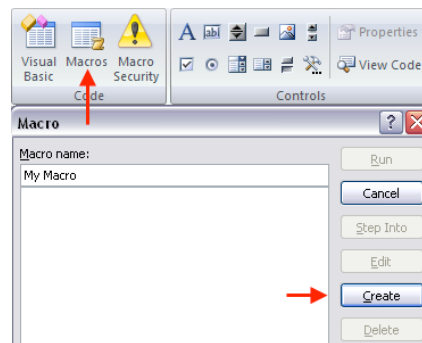 A abl Properties
Visual Basic Macros Macro Security View Code
Code Controls
Macro ?
Macro name: Run
My Macro
Cancel
Step Into
Edit
Create
Delete